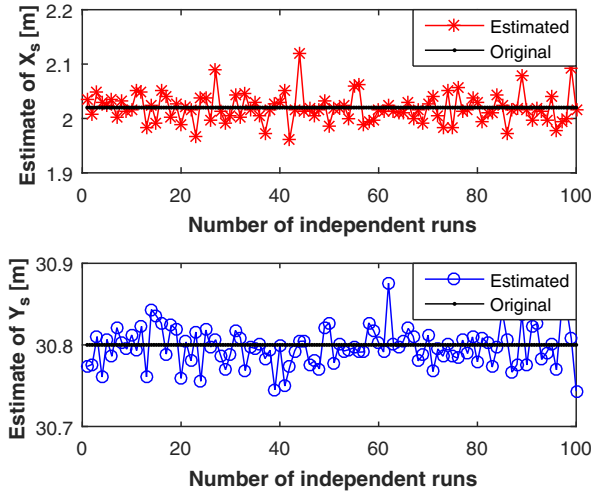 2.2
2.1
2
1.9
Estimate of Xs [m]
Estimated
Original
0
20
40
60
80
100
Number of independent runs
30.9
30.8
30.7
Estimate of Ys [m]
Estimated
Original
0
20
40
60
80
100
Number of independent runs